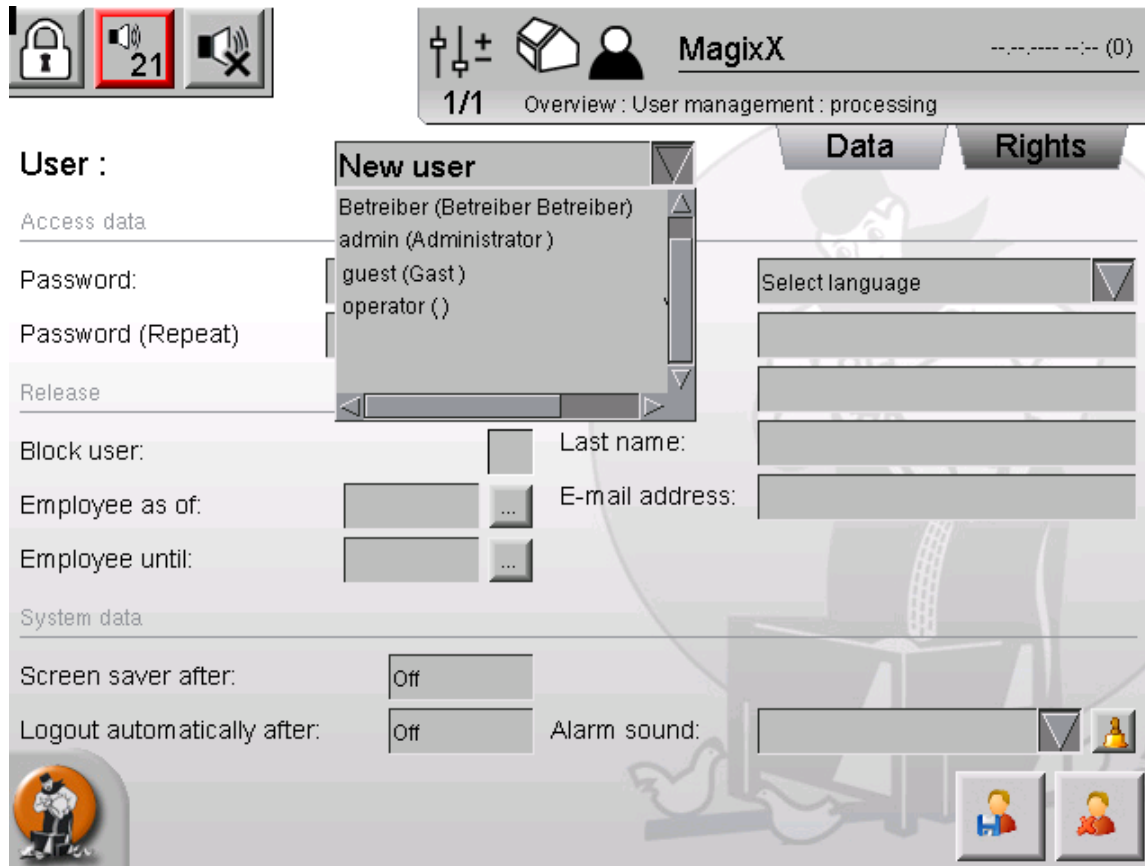 21
MagixX
--.--.---- --:-- (0)
1/1
Overview : User management : processing
Data
Rights
User :
New user
Betreiber (Betreiber Betreiber)
admin (Administrator )
guest (Gast )
operator ()
Access data
Password:
Select language
Password (Repeat)
Release
Block user:
Last name:
Employee as of:
...
E-mail address:
Employee until:
...
System data
Screen saver after:
Off
Logout automatically after:
Off
Alarm sound: